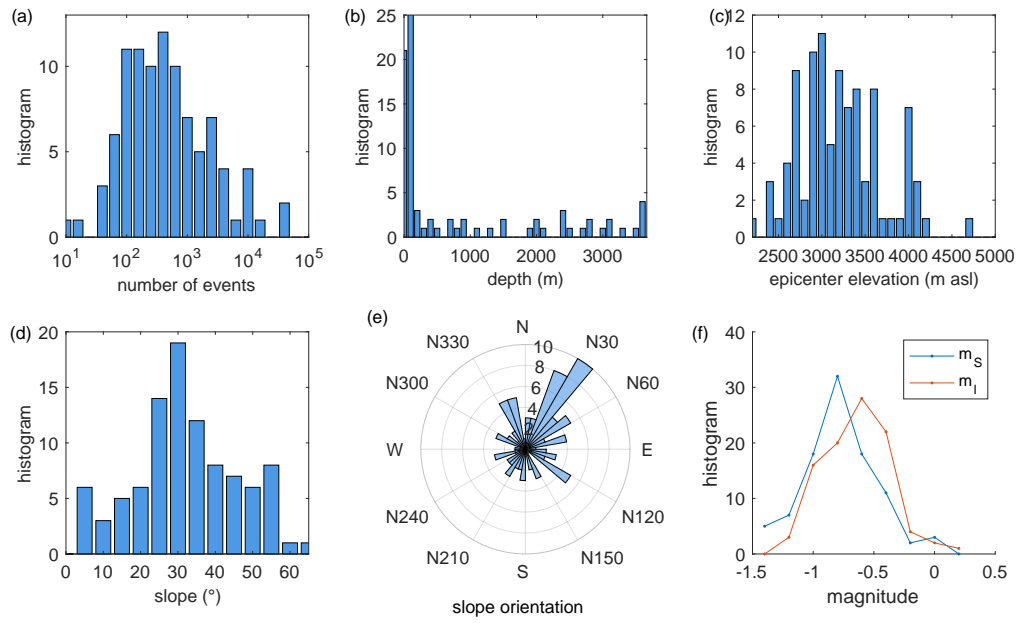 (a)
histogram
10
5
0
10^1
10^2
10^3
10^4
10^5
number of events
(b)
histogram
25
20
15
10
5
0
0
1000
2000
3000
depth (m)
(c)
histogram
12
10
8
6
4
2
0
2500
3000
3500
4000
4500
5000
epicenter elevation (m asl)
(d)
histogram
20
15
10
5
0
0
10
20
30
40
50
60
slope (°)
(e)
N
N30
N60
E
N120
N150
S
N210
N240
W
N300
N330
10
8
6
4
2
slope orientation
(f)
histogram
40
30
20
10
0
-1.5
-1
-0.5
0
0.5
magnitude
m_S
m_I